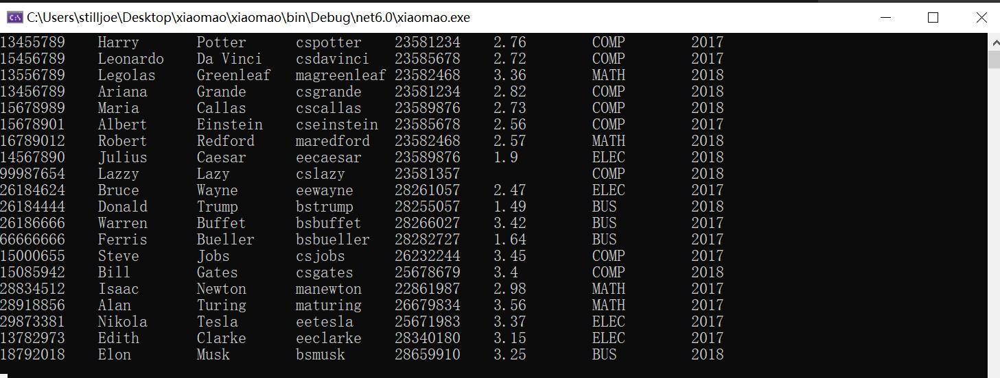 C:\Users\stilljoe\Desktop\xiaomao\xiaomao\bin\Debug\net6.0\xiaomao.exe
13455789 Harry Potter cspotter 23581234 2.76 COMP 2017
15456789 Leonardo Da Vinci csdavinci 23585678 2.72 COMP 2017
13556789 Legolas Greenleaf magreenleaf 23582468 3.36 MATH 2018
13456789 Ariana Grande csgrande 23581234 2.82 COMP 2018
15678989 Maria Callas cscallas 23589876 2.73 COMP 2018
15678901 Albert Einstein cseinstein 23585678 2.56 COMP 2017
16789012 Robert Redford maredford 23582468 2.57 MATH 2018
14567890 Julius Caesar eecaesar 23589876 1.9 ELEC 2018
99987654 Lazzy Lazy cslazy 23581357 COMP 2018
26184624 Bruce Wayne eewayne 28261057 2.47 ELEC 2017
26184444 Donald Trump bstrump 28255057 1.49 BUS 2018
26186666 Warren Buffet bsbuffet 28266027 3.42 BUS 2017
66666666 Ferris Bueller bsbueller 28282727 1.64 BUS 2017
15000655 Steve Jobs csjobs 26232244 3.45 COMP 2017
15085942 Bill Gates csgates 25678679 3.4 COMP 2018
28834512 Isaac Newton manewton 22861987 2.98 MATH 2017
28918856 Alan Turing maturing 26679834 3.56 MATH 2017
29873381 Nikola Tesla eetesla 25671983 3.37 ELEC 2017
13782973 Edith Clarke eeclarke 28340180 3.15 ELEC 2017
18792018 Elon Musk bsmusk 28659910 3.25 BUS 2018